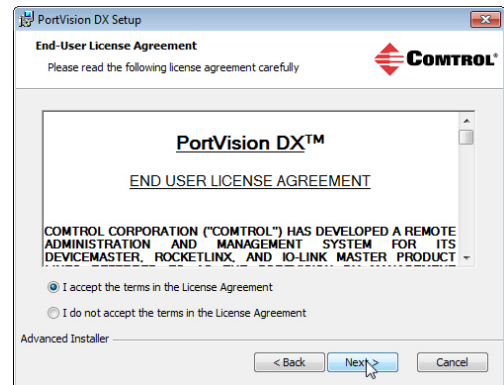 PortVision DX Setup
End-User License Agreement
Please read the following license agreement carefully
COMTROL®
PortVision DX™
END USER LICENSE AGREEMENT
COMTROL CORPORATION ("COMTROL") HAS DEVELOPED A REMOTE
ADMINISTRATION AND MANAGEMENT SYSTEM FOR ITS
DEVICEMASTER, ROCKETLINX, AND IO-LINK MASTER PRODUCT
I accept the terms in the License Agreement
I do not accept the terms in the License Agreement
Advanced Installer
< Back
Next >
Cancel